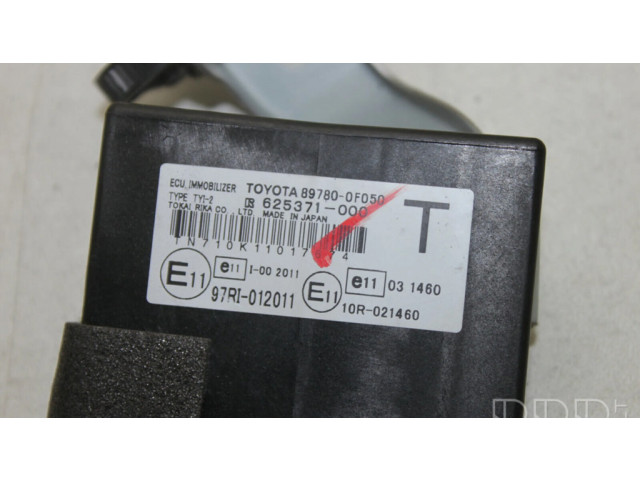 ECU, IMMOBILIZER TOYOTA 89780-0F050
TYPE TYI-2 625371-000
TOKAI RIKA CO., LTD MADE IN JAPAN
T
E11 e11 I-00 2011
97RI-012011
E11 e11 03 1460
10R-021460